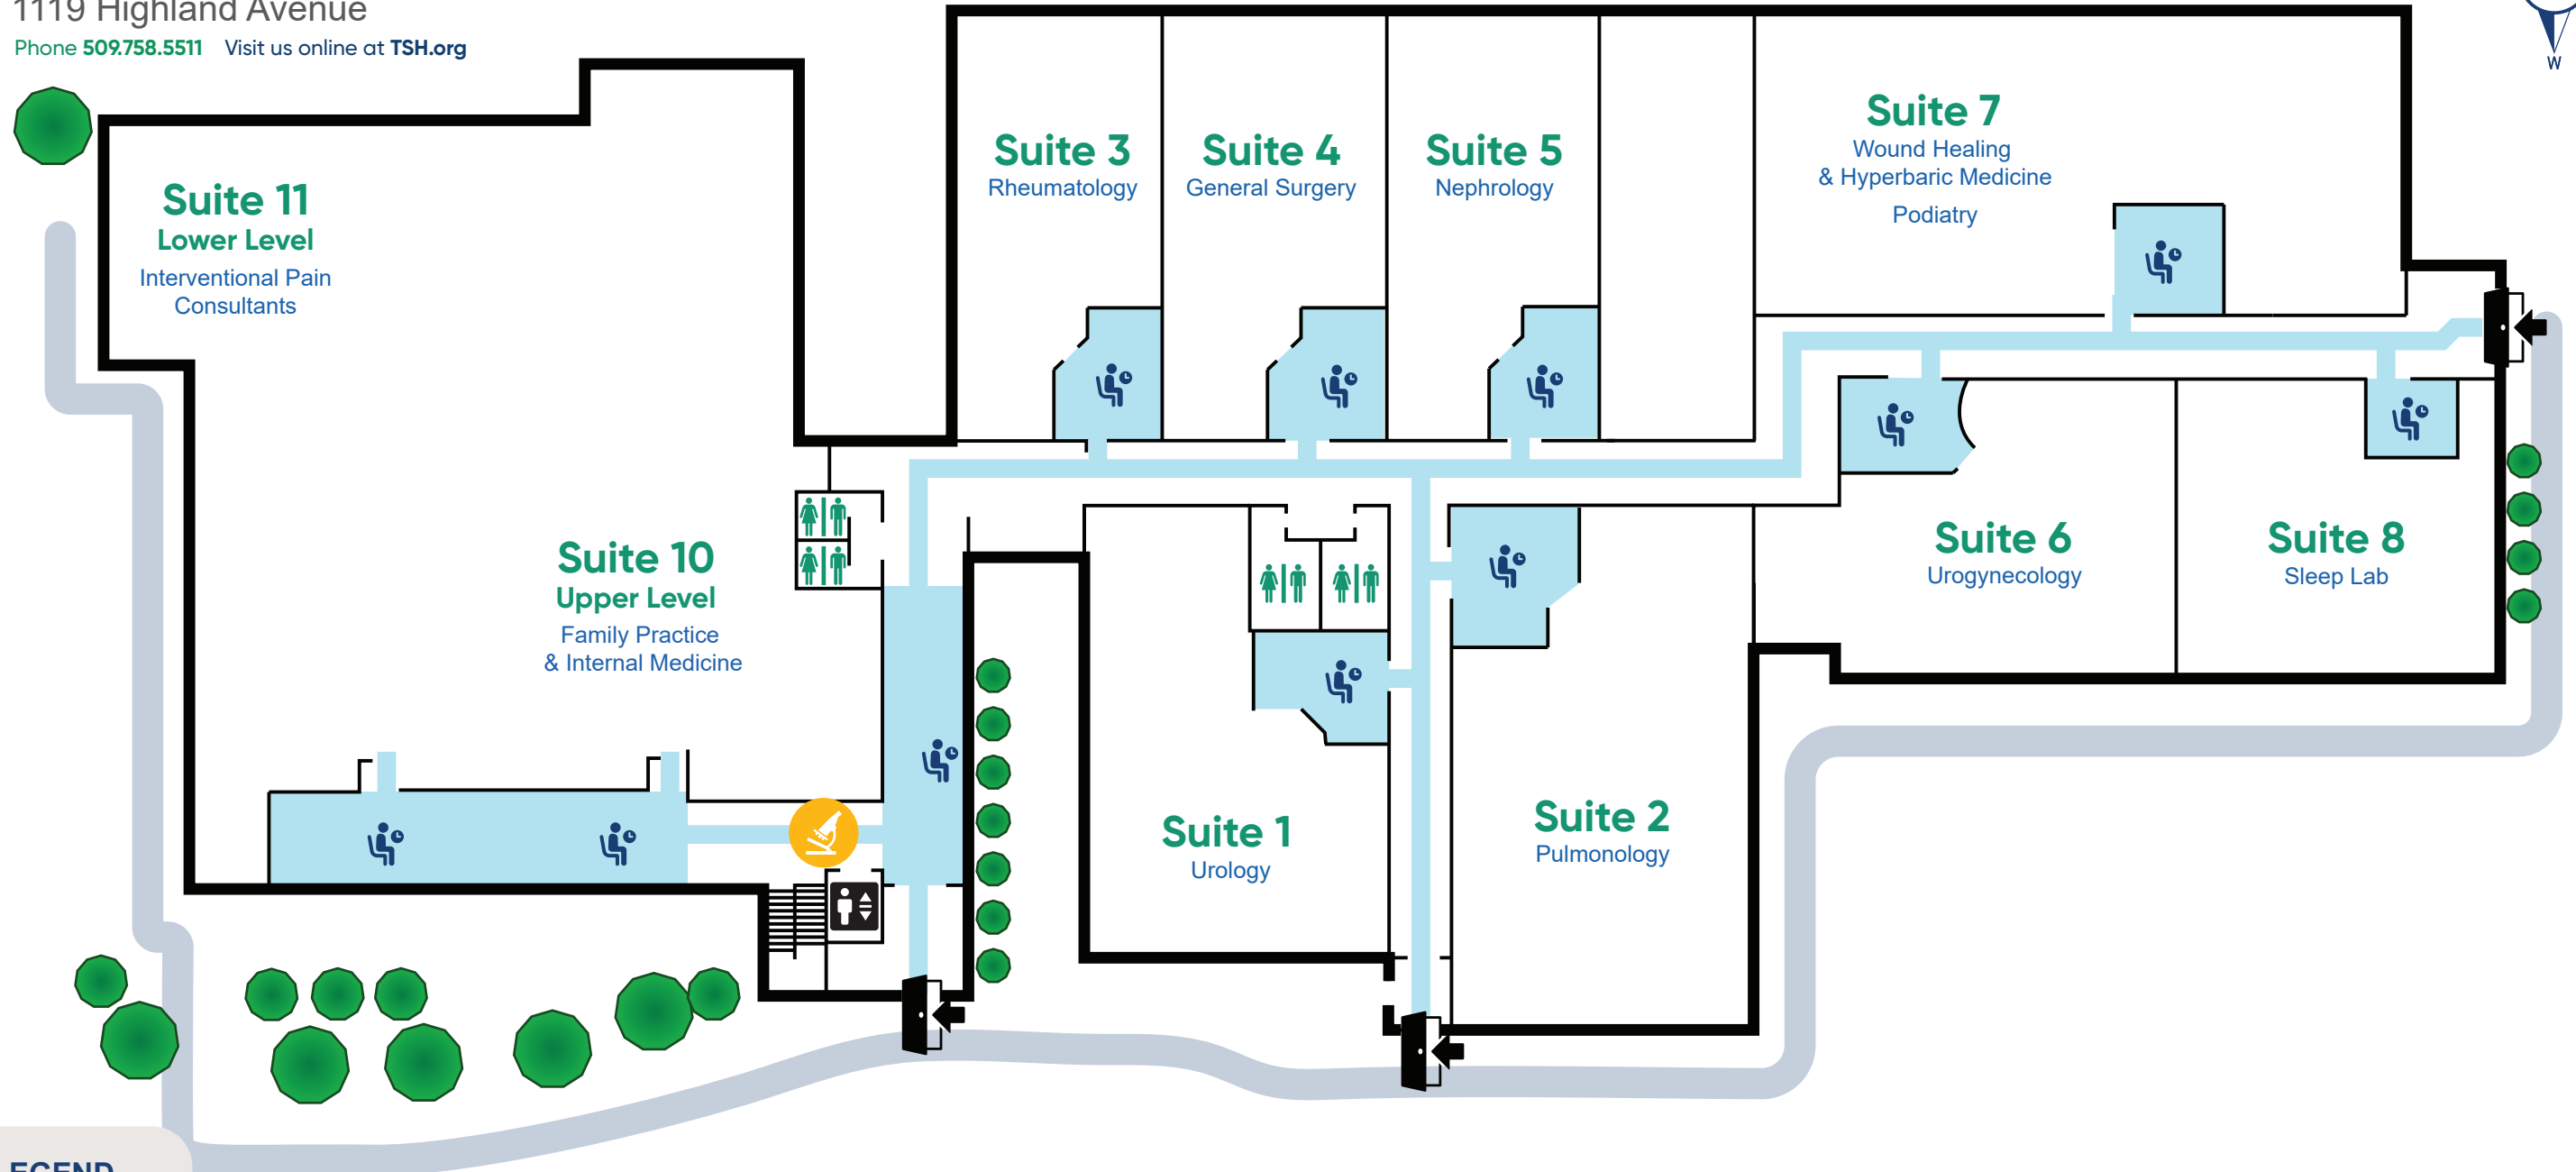 1119 Highland Avenue
Phone 509.758.5511 Visit us online at TSH.org
W
Suite 11
Lower Level
Interventional Pain
Consultants
Suite 3
Rheumatology
Suite 4
General Surgery
Suite 5
Nephrology
Suite 7
Wound Healing
& Hyperbaric Medicine
Podiatry
Suite 10
Upper Level
Family Practice
& Internal Medicine
Suite 6
Urogynecology
Suite 8
Sleep Lab
Suite 1
Urology
Suite 2
Pulmonology
EGEND